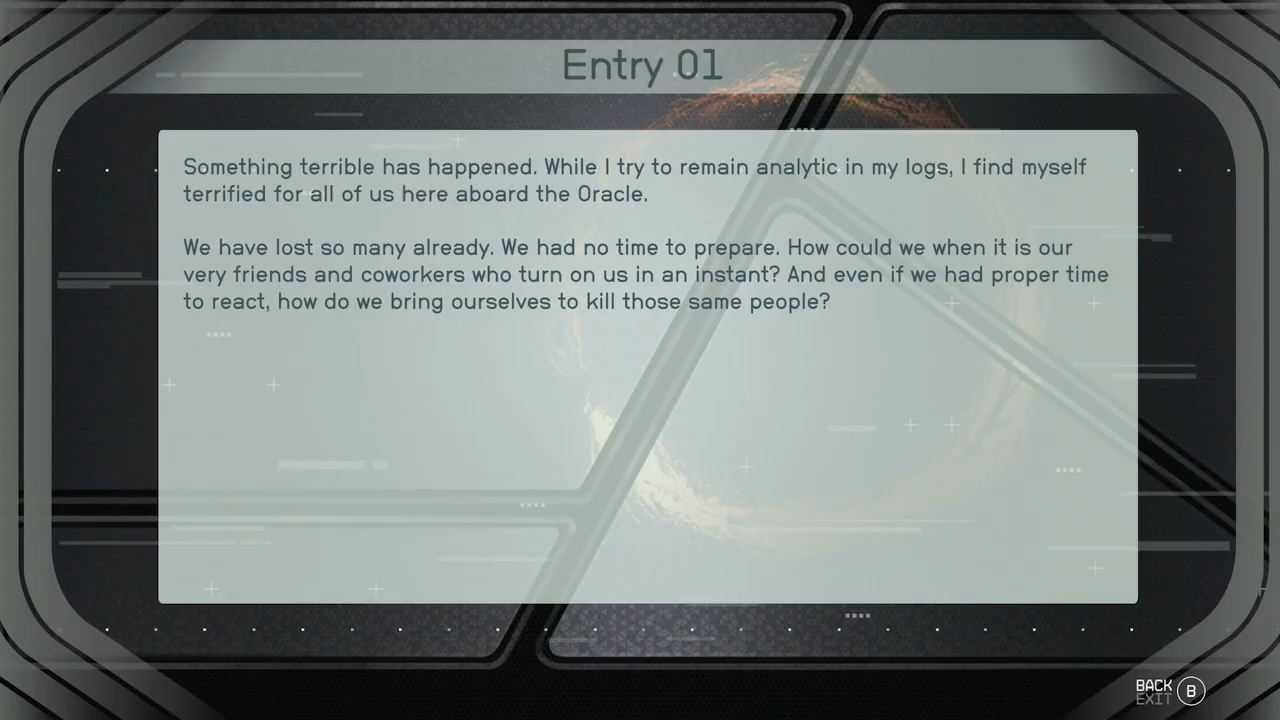 Entry 01
Something terrible has happened. While I try to remain analytic in my logs, I find myself
terrified for all of us here aboard the Oracle.
We have lost so many already. We had no time to prepare. How could we when it is our
very friends and coworkers who turn on us in an instant? And even if we had proper time
to react, how do we bring ourselves to kill those same people?
BACK
EXIT
B